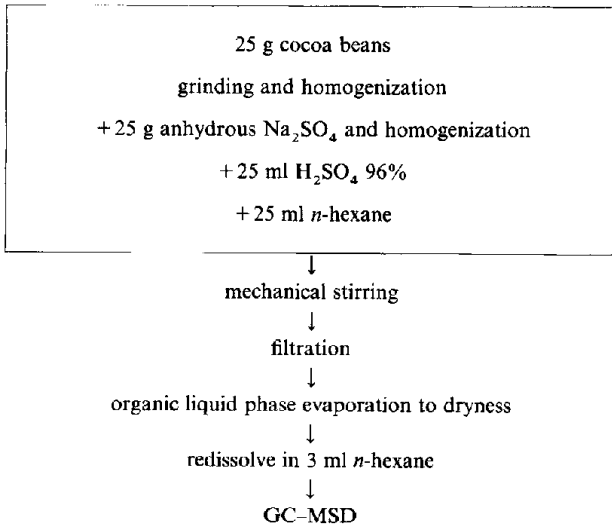 25 g cocoa beans
grinding and homogenization
+25 g anhydrous Na₂SO₄ and homogenization
+25 ml H₂SO₄ 96%
+25 ml n-hexane
↓
mechanical stirring
↓
filtration
↓
organic liquid phase evaporation to dryness
↓
redissolve in 3 ml n-hexane
↓
GC–MSD